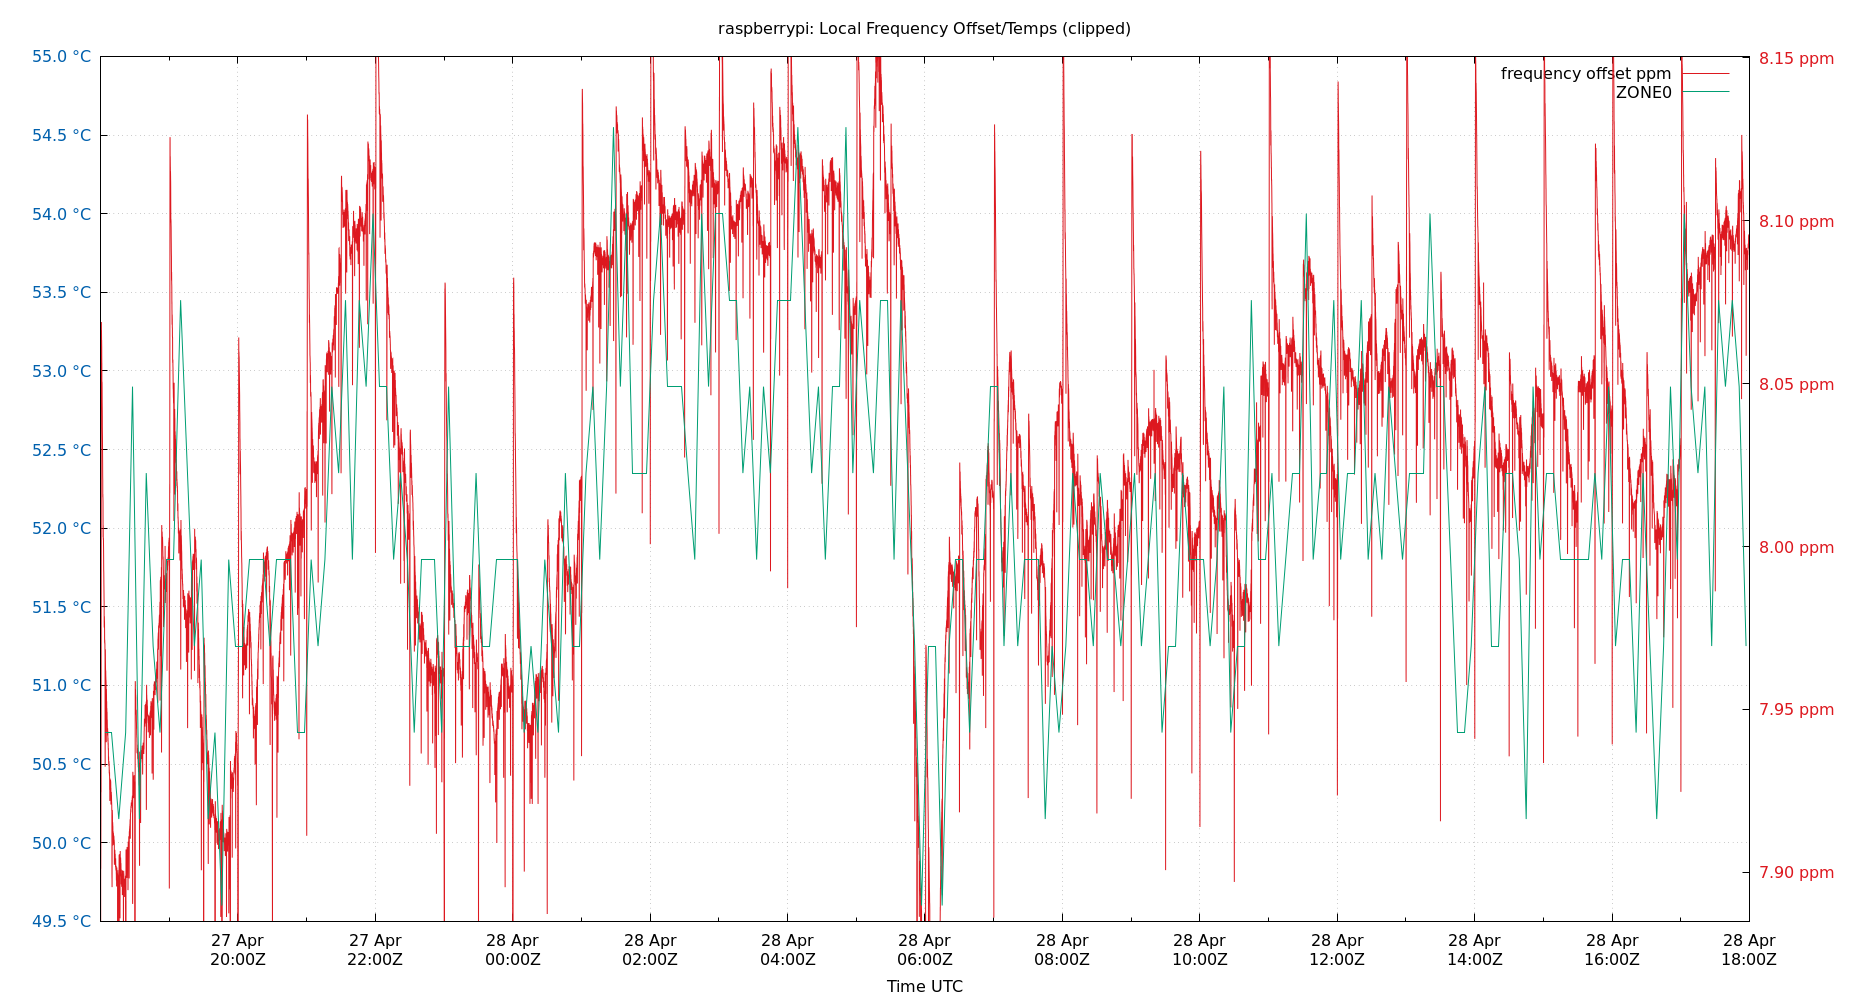 raspberrypi: Local Frequency Offset/Temps (clipped)
55.0 °C
54.5 °C
54.0 °C
53.5 °C
53.0 °C
52.5 °C
52.0 °C
51.5 °C
51.0 °C
50.5 °C
50.0 °C
49.5 °C
8.15 ppm
8.10 ppm
8.05 ppm
8.00 ppm
7.95 ppm
7.90 ppm
frequency offset ppm
ZONE0
27 Apr
20:00Z
27 Apr
22:00Z
28 Apr
00:00Z
28 Apr
02:00Z
28 Apr
04:00Z
28 Apr
06:00Z
28 Apr
08:00Z
28 Apr
10:00Z
28 Apr
12:00Z
28 Apr
14:00Z
28 Apr
16:00Z
28 Apr
18:00Z
Time UTC